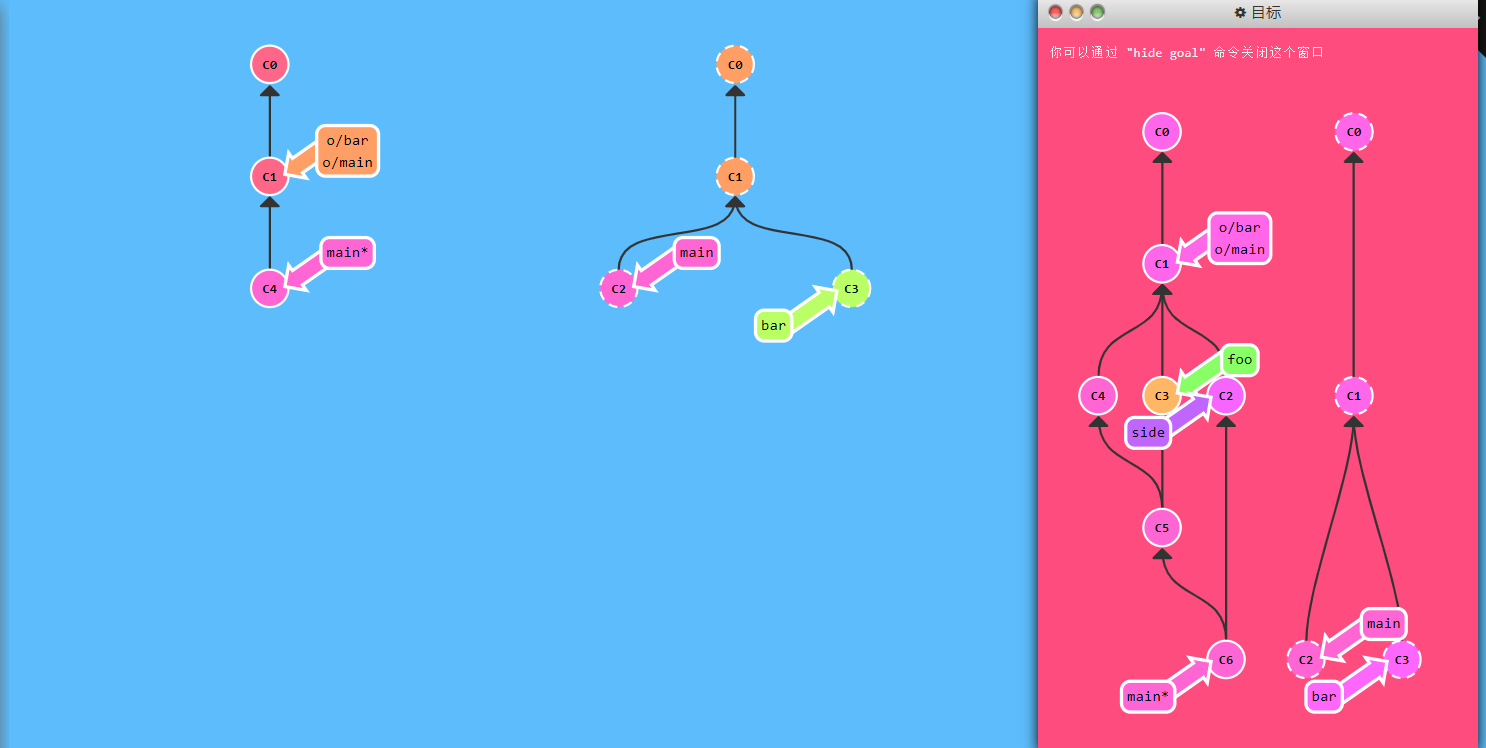 C0
o/bar
o/main
C1
main*
C4
C0
C1
main
C2
C3
bar
目标
你可以通过 "hide goal" 命令关闭这个窗口
C0
o/bar
o/main
C1
foo
C4
C3
C2
side
C5
C6
main*
C0
C1
main
C2
C3
bar